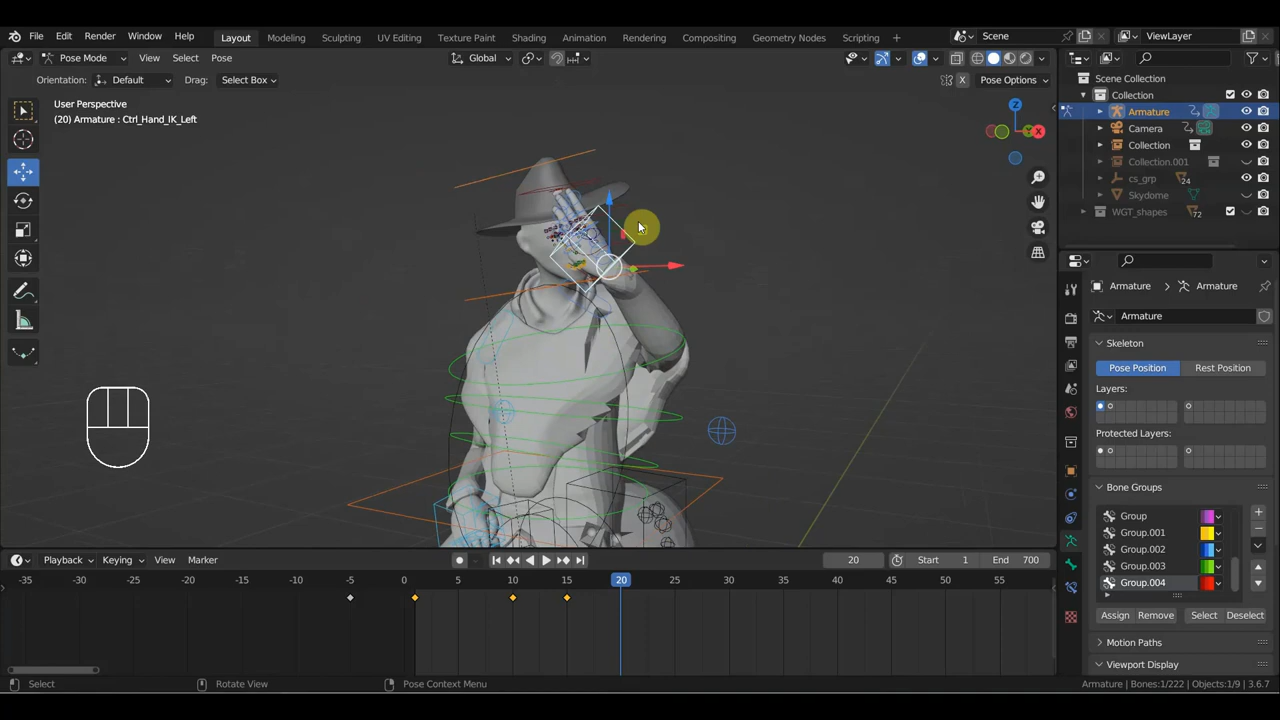 File Edit Render Window Help Layout Modeling Sculpting UV Editing Texture Paint Shading Animation Rendering Compositing Geometry Nodes Scripting + Scene ViewLayer
Pose Mode View Select Pose Global
Orientation: Default Drag: Select Box X Pose Options
User Perspective
(20) Armature : Ctrl_Hand_IK_Left
Z
X
Y
Scene Collection
Collection
Armature
Camera
Collection
Collection.001
cs_grp 24
Skydome
WGT_shapes 72
Armature Armature
Armature
Skeleton
Pose Position Rest Position
Layers:
Protected Layers:
Bone Groups
Group
Group.001
Group.002
Group.003
Group.004
Assign Remove Select Deselect
Motion Paths
Viewport Display
Playback Keying View Marker 20 Start 1 End 700
-35 -30 -25 -20 -15 -10 -5 0 5 10 15 20 25 30 35 40 45 50 55
Select Rotate View Pose Context Menu Armature | Bones:1/222 | Objects:1/9 | 3.6.7